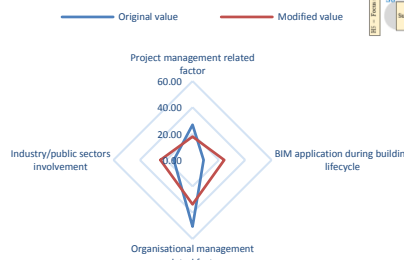 Original value
Modified value
Project management related
factor
60.00
40.00
20.00
0.00
Industry/public sectors
involvement
BIM application during building
lifecycle
Organisational management